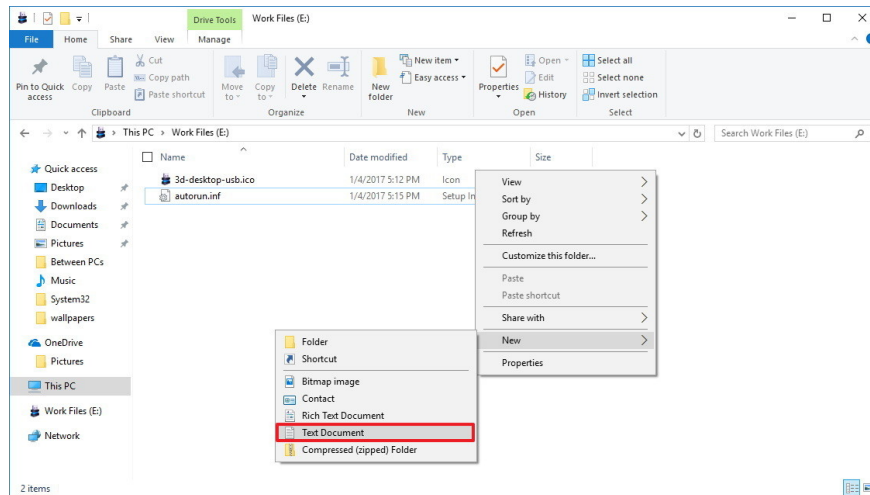 Drive Tools Work Files (E:)
File Home Share View Manage
Pin to Quick access
Copy
Paste
Cut
Copy path
Paste shortcut
Clipboard
Move to
Copy to
Delete
Rename
Organize
New folder
New item
Easy access
New
Properties
Open
Edit
History
Open
Select all
Select none
Invert selection
Select
This PC > Work Files (E:)
Search Work Files (E:)
Name Date modified Type Size
3d-desktop-usb.ico 1/4/2017 5:12 PM Icon
autorun.inf 1/4/2017 5:15 PM Setup In
Quick access
Desktop
Downloads
Documents
Pictures
Between PCs
Music
System32
wallpapers
OneDrive
Pictures
This PC
Work Files (E:)
Network
View
Sort by
Group by
Refresh
Customize this folder...
Paste
Paste shortcut
Share with
New
Properties
Folder
Shortcut
Bitmap image
Contact
Rich Text Document
Text Document
Compressed (zipped) Folder
2 items